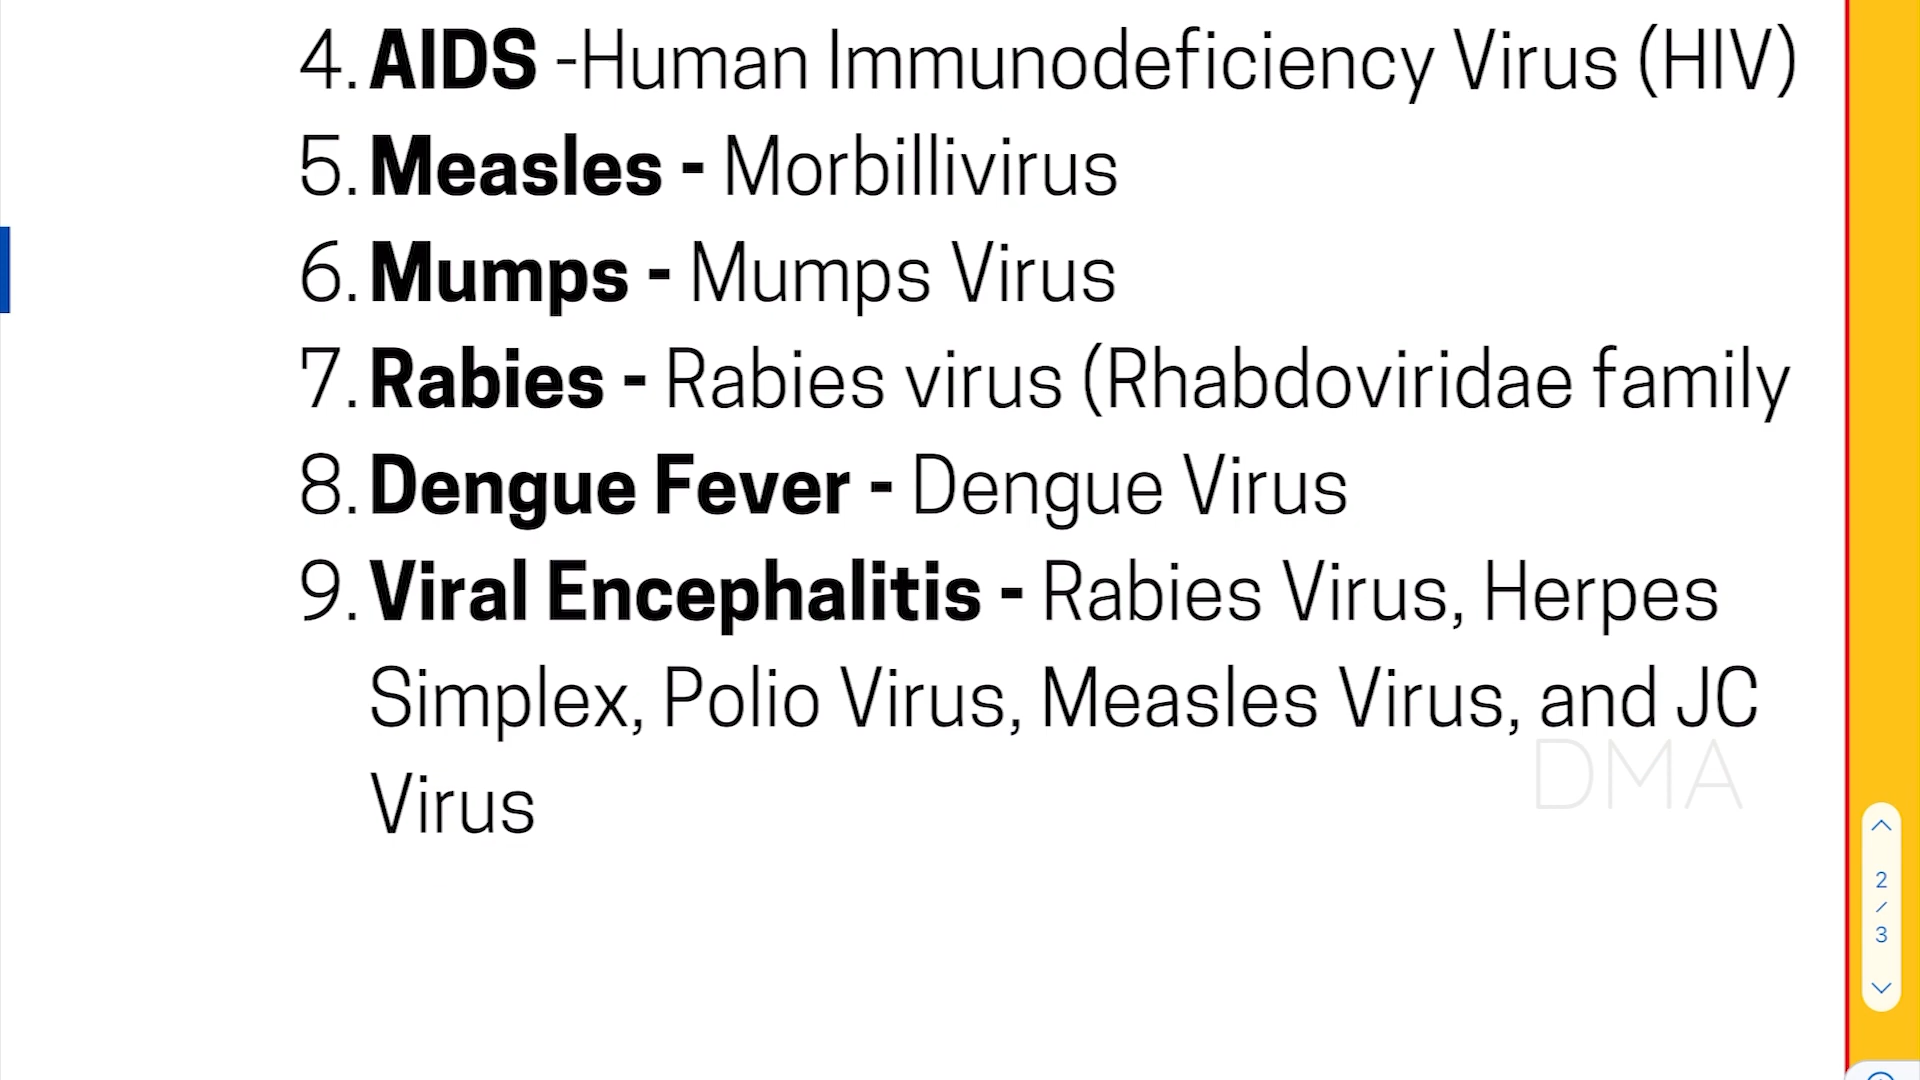 4. AIDS -Human Immunodeficiency Virus (HIV)
5. Measles - Morbillivirus
6. Mumps - Mumps Virus
7. Rabies - Rabies virus (Rhabdoviridae family
8. Dengue Fever - Dengue Virus
9. Viral Encephalitis - Rabies Virus, Herpes
Simplex, Polio Virus, Measles Virus, and JC
Virus
DMA
2
/
3